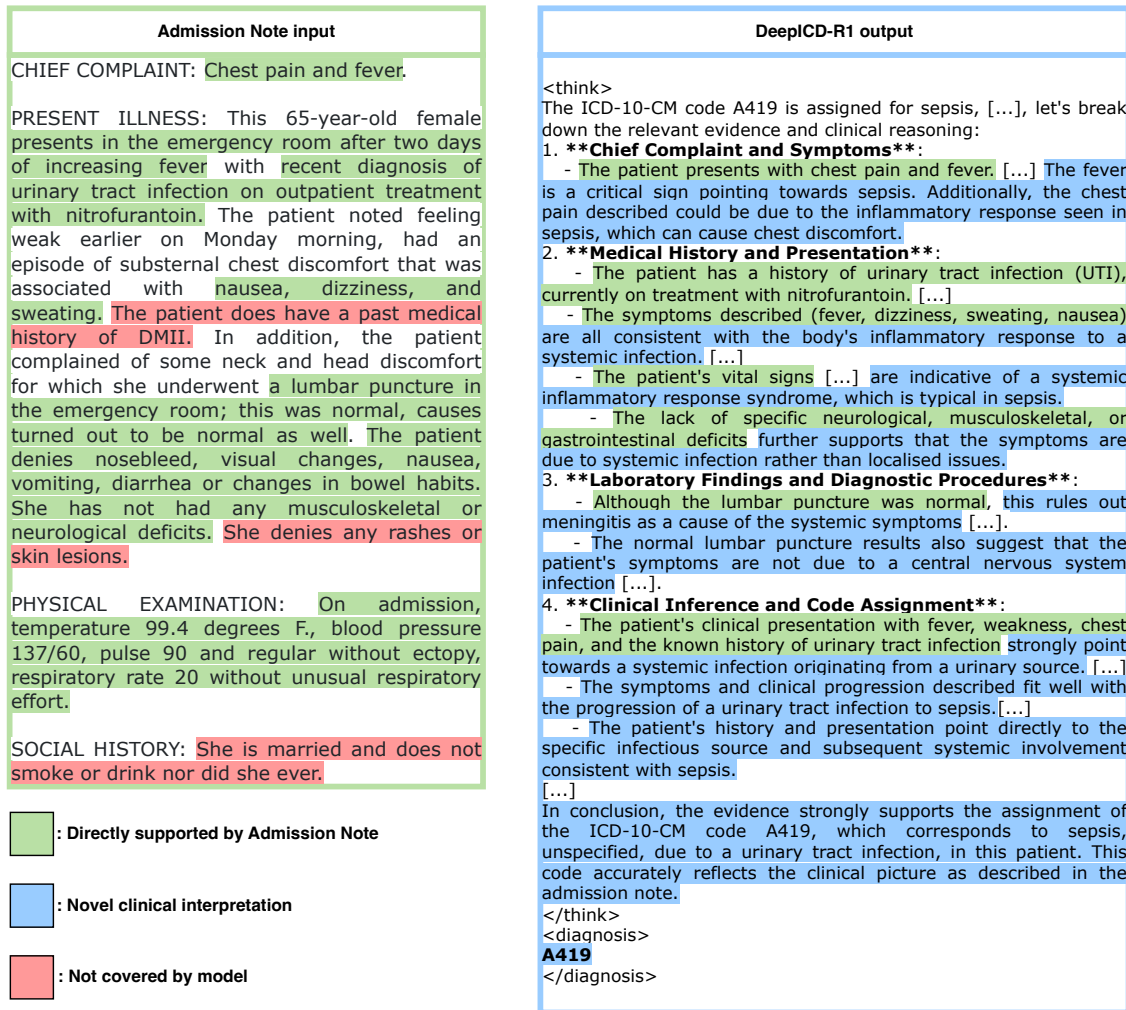 Admission Note input
CHIEF COMPLAINT: Chest pain and fever.
PRESENT ILLNESS: This 65-year-old female
presents in the emergency room after two days
of increasing fever with recent diagnosis of
urinary tract infection on outpatient treatment
with nitrofurantoin. The patient noted feeling
weak earlier on Monday morning, had an
episode of substernal chest discomfort that was
associated with nausea, dizziness, and
sweating. The patient does have a past medical
history of DMII. In addition, the patient
complained of some neck and head discomfort
for which she underwent a lumbar puncture in
the emergency room; this was normal, causes
turned out to be normal as well. The patient
denies nosebleed, visual changes, nausea,
vomiting, diarrhea or changes in bowel habits.
She has not had any musculoskeletal or
neurological deficits. She denies any rashes or
skin lesions.
PHYSICAL EXAMINATION: On admission,
temperature 99.4 degrees F., blood pressure
137/60, pulse 90 and regular without ectopy,
respiratory rate 20 without unusual respiratory
effort.
SOCIAL HISTORY: She is married and does not
smoke or drink nor did she ever.
: Directly supported by Admission Note
: Novel clinical interpretation
: Not covered by model
DeepICD-R1 output
<think>
The ICD-10-CM code A419 is assigned for sepsis, [...], let's break
down the relevant evidence and clinical reasoning:
1. **Chief Complaint and Symptoms**:
- The patient presents with chest pain and fever. [...] The fever
is a critical sign pointing towards sepsis. Additionally, the chest
pain described could be due to the inflammatory response seen in
sepsis, which can cause chest discomfort.
2. **Medical History and Presentation**:
- The patient has a history of urinary tract infection (UTI),
currently on treatment with nitrofurantoin. [...]
- The symptoms described (fever, dizziness, sweating, nausea)
are all consistent with the body's inflammatory response to a
systemic infection. [...]
- The patient's vital signs [...] are indicative of a systemic
inflammatory response syndrome, which is typical in sepsis.
- The lack of specific neurological, musculoskeletal, or
gastrointestinal deficits further supports that the symptoms are
due to systemic infection rather than localised issues.
3. **Laboratory Findings and Diagnostic Procedures**:
- Although the lumbar puncture was normal, this rules out
meningitis as a cause of the systemic symptoms [...].
- The normal lumbar puncture results also suggest that the
patient's symptoms are not due to a central nervous system
infection [...].
4. **Clinical Inference and Code Assignment**:
- The patient's clinical presentation with fever, weakness, chest
pain, and the known history of urinary tract infection strongly point
towards a systemic infection originating from a urinary source. [...]
- The symptoms and clinical progression described fit well with
the progression of a urinary tract infection to sepsis.[...]
- The patient's history and presentation point directly to the
specific infectious source and subsequent systemic involvement
consistent with sepsis.
[...]
In conclusion, the evidence strongly supports the assignment of
the ICD-10-CM code A419, which corresponds to sepsis,
unspecified, due to a urinary tract infection, in this patient. This
code accurately reflects the clinical picture as described in the
admission note.
</think>
<diagnosis>
A419
</diagnosis>